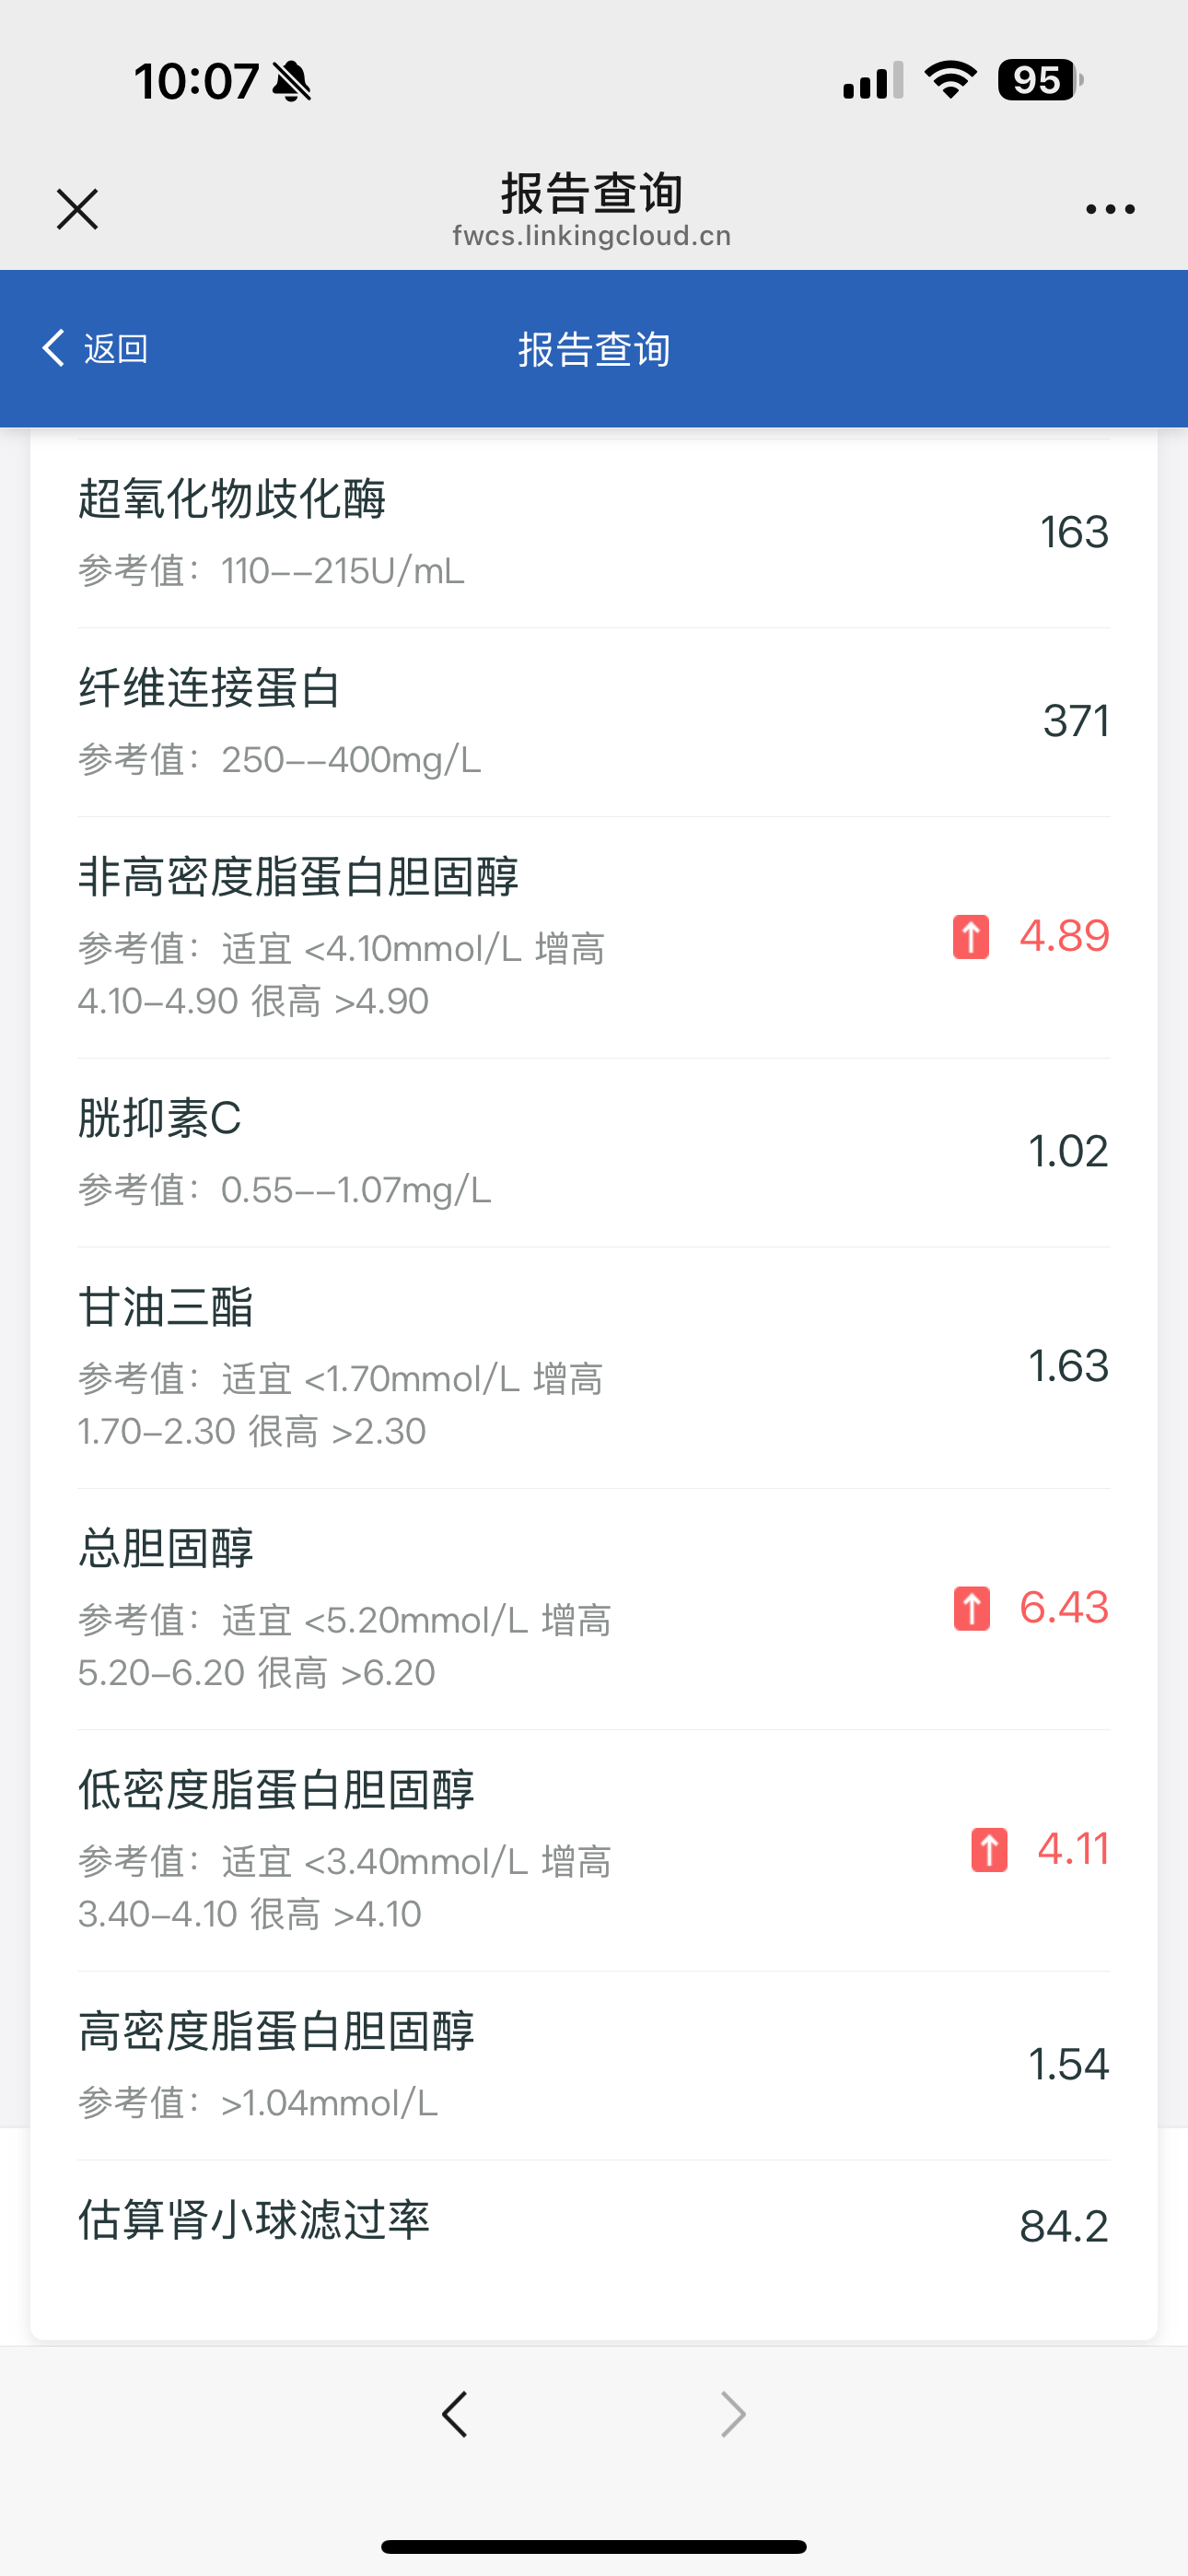 10:07
95
报告查询
fwcs.linkingcloud.cn
返回
报告查询
超氧化物歧化酶
163
参考值：110--215U/mL
纤维连接蛋白
371
参考值：250--400mg/L
非高密度脂蛋白胆固醇
4.89
参考值：适宜 <4.10mmol/L 增高
4.10-4.90 很高 >4.90
胱抑素C
1.02
参考值：0.55--1.07mg/L
甘油三酯
1.63
参考值：适宜 <1.70mmol/L 增高
1.70-2.30 很高 >2.30
总胆固醇
6.43
参考值：适宜 <5.20mmol/L 增高
5.20-6.20 很高 >6.20
低密度脂蛋白胆固醇
4.11
参考值：适宜 <3.40mmol/L 增高
3.40-4.10 很高 >4.10
高密度脂蛋白胆固醇
1.54
参考值：>1.04mmol/L
估算肾小球滤过率
84.2